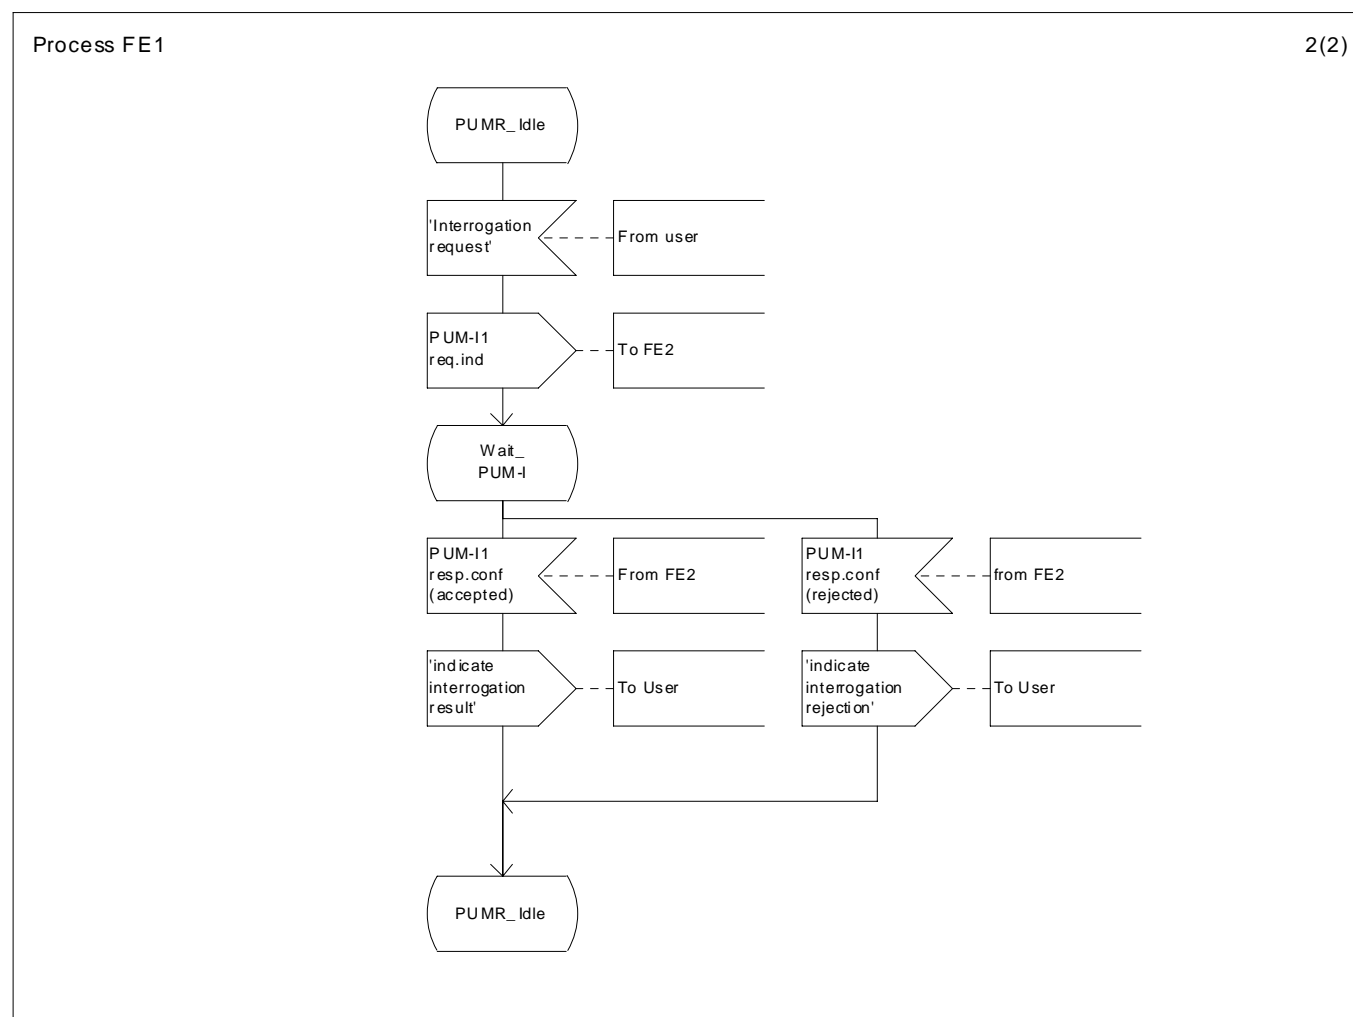 Process FE1
2(2)
PUMR_Idle
'Interrogation
request'
From user
PUM-I1
req.ind
To FE2
Wait_
PUM-I
PUM-I1
resp.conf
(accepted)
From FE2
PUM-I1
resp.conf
(rejected)
from FE2
'indicate
interrogation
result'
To User
'indicate
interrogation
rejection'
To User
PUMR_Idle